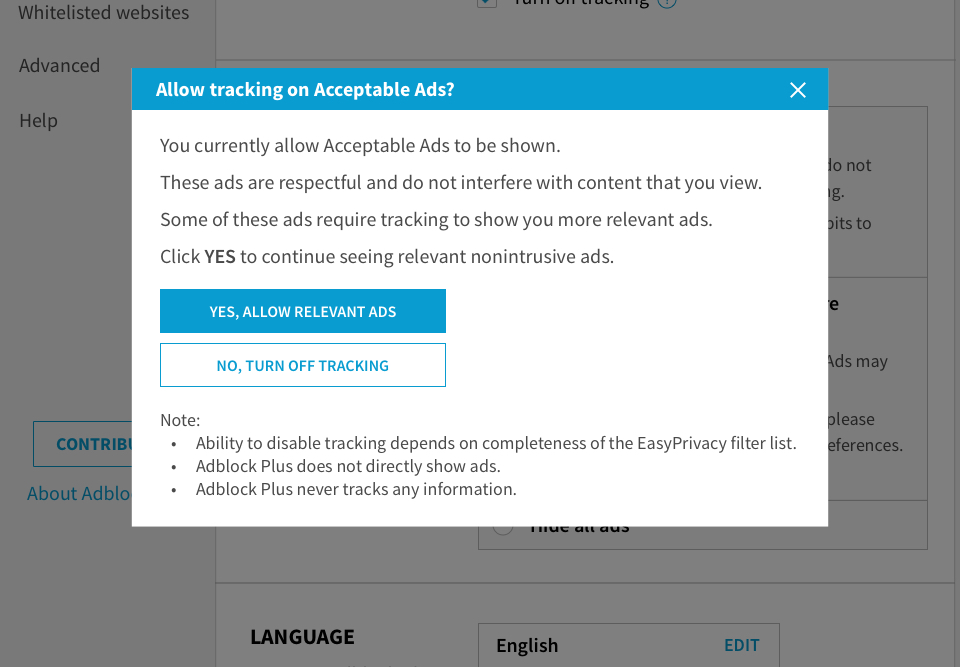 Whitelisted websites
Turn off tracking ?
Advanced
Help
Allow tracking on Acceptable Ads?
You currently allow Acceptable Ads to be shown.
These ads are respectful and do not interfere with content that you view.
Some of these ads require tracking to show you more relevant ads.
Click YES to continue seeing relevant nonintrusive ads.
YES, ALLOW RELEVANT ADS
NO, TURN OFF TRACKING
Note:
• Ability to disable tracking depends on completeness of the EasyPrivacy filter list.
• Adblock Plus does not directly show ads.
• Adblock Plus never tracks any information.
do not
ng.
bits to
re
Ads may
please
eferences.
CONTRIBU
About Adblo
Hide all ads
LANGUAGE
English
EDIT